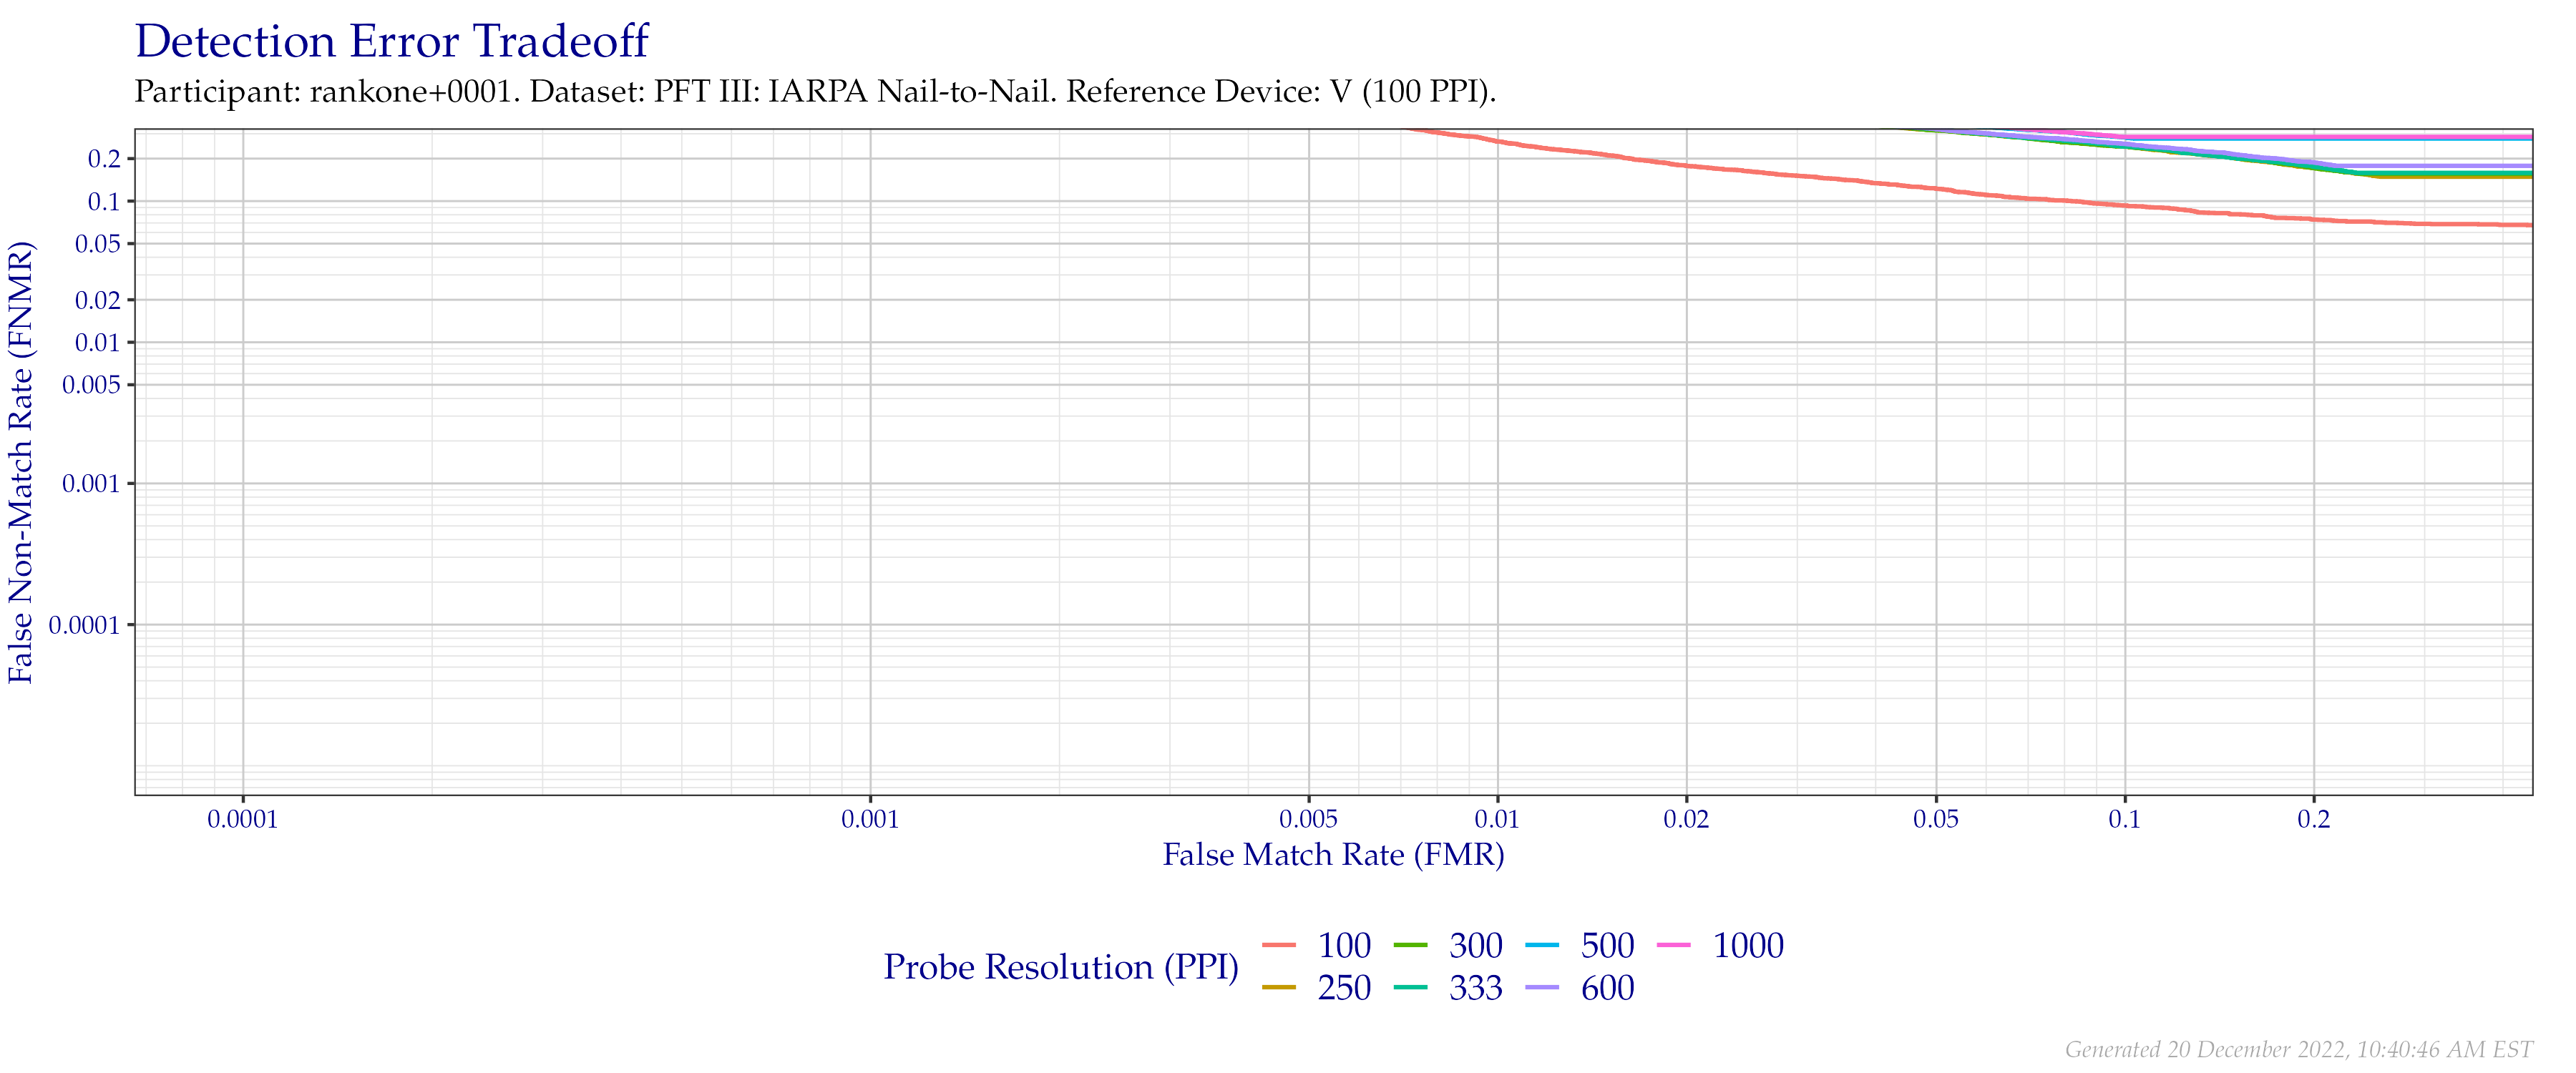 Detection Error Tradeoff
Participant: rankone+0001. Dataset: PFT III: IARPA Nail-to-Nail. Reference Device: V (100 PPI).
False Non-Match Rate (FNMR)
0.2
0.1
0.05
0.02
0.01
0.005
0.001
0.0001
0.0001 0.001 0.005 0.01 0.02 0.05 0.1 0.2
False Match Rate (FMR)
Probe Resolution (PPI)
100 300 500 1000
250 333 600
Generated 20 December 2022, 10:40:46 AM EST